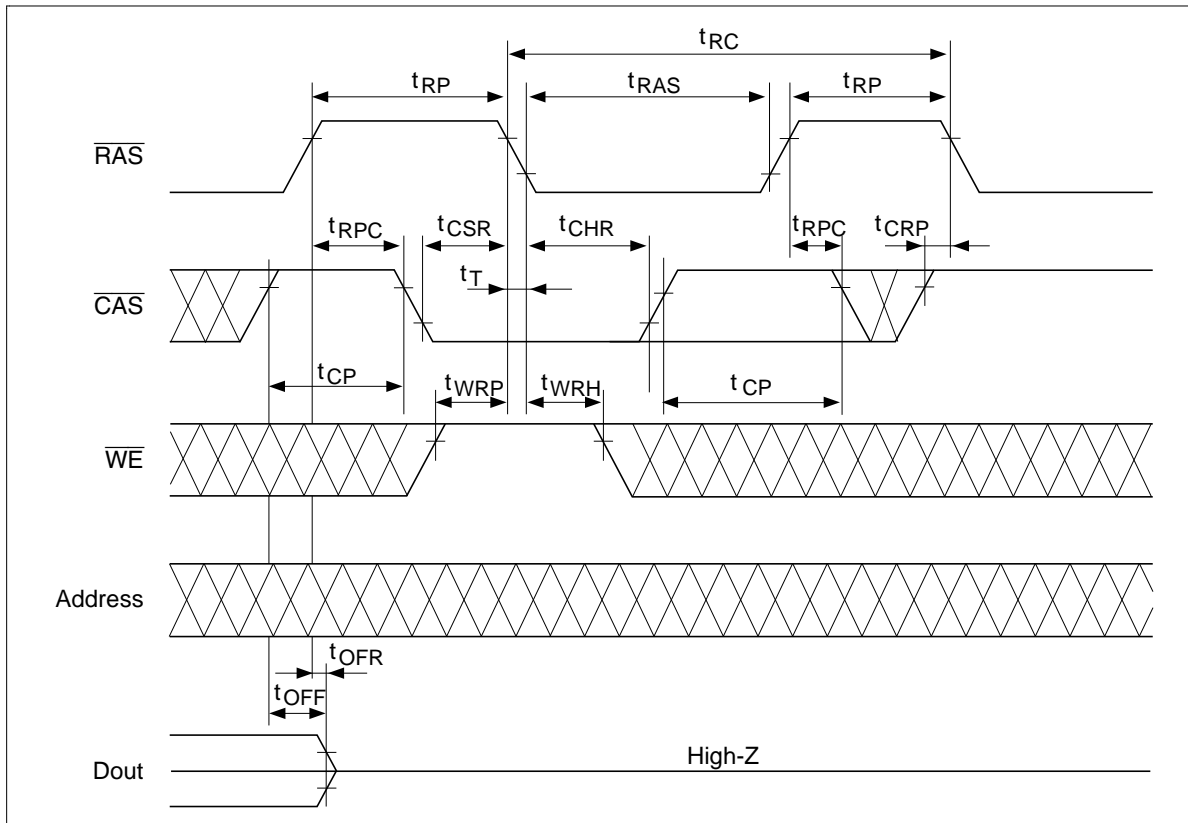 tRC
tRP
tRAS
tRP
RAS
tRPC
tCSR
tCHR
tRPC
tCRP
tT
CAS
tCP
tWRP
tWRH
tCP
WE
Address
tOFR
tOFF
High-Z
Dout